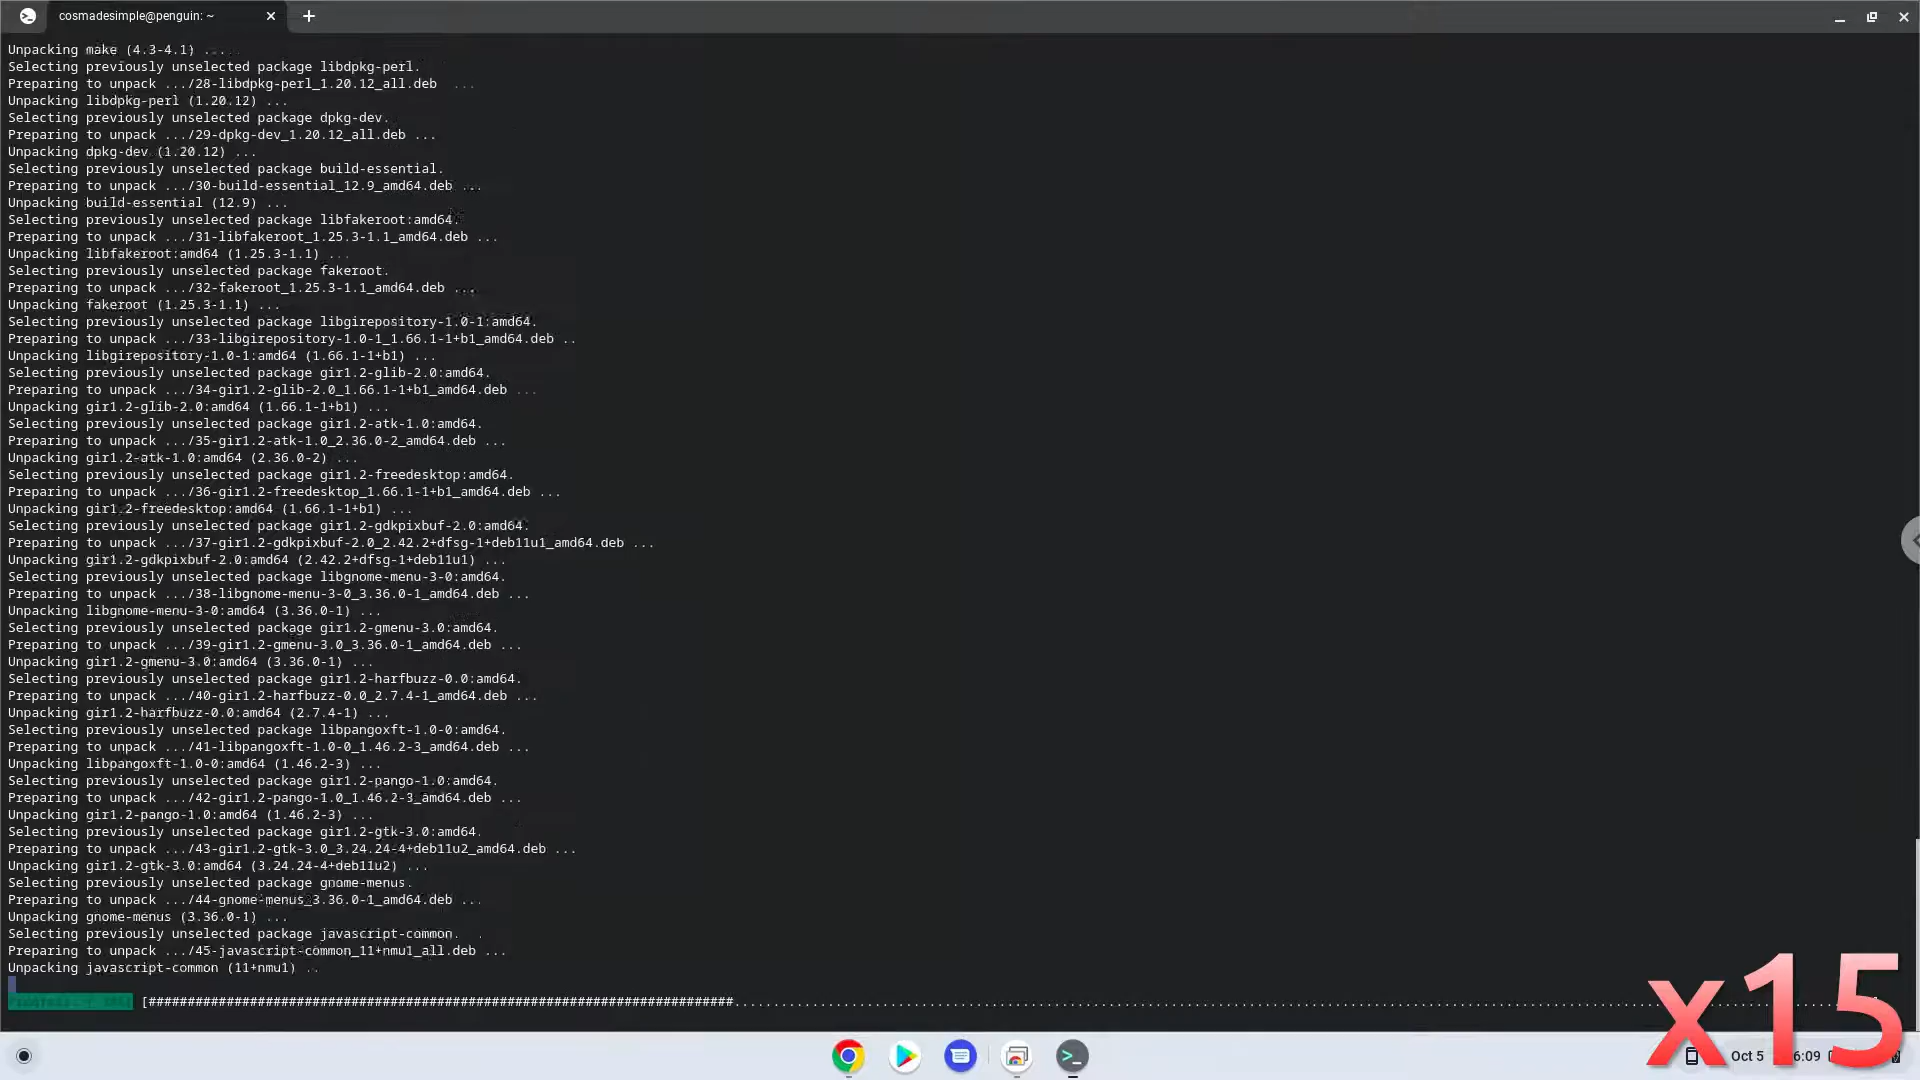 cosmadesimple@penguin: ~
Unpacking make (4.3-4.1) ...
Selecting previously unselected package libdpkg-perl.
Preparing to unpack .../28-libdpkg-perl_1.20.12_all.deb ...
Unpacking libdpkg-perl (1.20.12) ...
Selecting previously unselected package dpkg-dev.
Preparing to unpack .../29-dpkg-dev_1.20.12_all.deb ...
Unpacking dpkg-dev (1.20.12) ...
Selecting previously unselected package build-essential.
Preparing to unpack .../30-build-essential_12.9_amd64.deb ...
Unpacking build-essential (12.9) ...
Selecting previously unselected package libfakeroot:amd64.
Preparing to unpack .../31-libfakeroot_1.25.3-1.1_amd64.deb ...
Unpacking libfakeroot:amd64 (1.25.3-1.1) ...
Selecting previously unselected package fakeroot.
Preparing to unpack .../32-fakeroot_1.25.3-1.1_amd64.deb ...
Unpacking fakeroot (1.25.3-1.1) ...
Selecting previously unselected package libgirepository-1.0-1:amd64.
Preparing to unpack .../33-libgirepository-1.0-1_1.66.1-1+b1_amd64.deb ..
Unpacking libgirepository-1.0-1:amd64 (1.66.1-1+b1) ...
Selecting previously unselected package gir1.2-glib-2.0:amd64.
Preparing to unpack .../34-gir1.2-glib-2.0_1.66.1-1+b1_amd64.deb ...
Unpacking gir1.2-glib-2.0:amd64 (1.66.1-1+b1) ...
Selecting previously unselected package gir1.2-atk-1.0:amd64.
Preparing to unpack .../35-gir1.2-atk-1.0_2.36.0-2_amd64.deb ...
Unpacking gir1.2-atk-1.0:amd64 (2.36.0-2) ...
Selecting previously unselected package gir1.2-freedesktop:amd64.
Preparing to unpack .../36-gir1.2-freedesktop_1.66.1-1+b1_amd64.deb ...
Unpacking gir1.2-freedesktop:amd64 (1.66.1-1+b1) ...
Selecting previously unselected package gir1.2-gdkpixbuf-2.0:amd64.
Preparing to unpack .../37-gir1.2-gdkpixbuf-2.0_2.42.2+dfsg-1+deb11u1_amd64.deb ...
Unpacking gir1.2-gdkpixbuf-2.0:amd64 (2.42.2+dfsg-1+deb11u1) ...
Selecting previously unselected package libgnome-menu-3-0:amd64.
Preparing to unpack .../38-libgnome-menu-3-0_3.36.0-1_amd64.deb ...
Unpacking libgnome-menu-3-0:amd64 (3.36.0-1) ...
Selecting previously unselected package gir1.2-gmenu-3.0:amd64.
Preparing to unpack .../39-gir1.2-gmenu-3.0_3.36.0-1_amd64.deb ...
Unpacking gir1.2-gmenu-3.0:amd64 (3.36.0-1) ...
Selecting previously unselected package gir1.2-harfbuzz-0.0:amd64.
Preparing to unpack .../40-gir1.2-harfbuzz-0.0_2.7.4-1_amd64.deb ...
Unpacking gir1.2-harfbuzz-0.0:amd64 (2.7.4-1) ...
Selecting previously unselected package libpangoxft-1.0-0:amd64.
Preparing to unpack .../41-libpangoxft-1.0-0_1.46.2-3_amd64.deb ...
Unpacking libpangoxft-1.0-0:amd64 (1.46.2-3) ...
Selecting previously unselected package gir1.2-pango-1.0:amd64.
Preparing to unpack .../42-gir1.2-pango-1.0_1.46.2-3_amd64.deb ...
Unpacking gir1.2-pango-1.0:amd64 (1.46.2-3) ...
Selecting previously unselected package gir1.2-gtk-3.0:amd64.
Preparing to unpack .../43-gir1.2-gtk-3.0_3.24.24-4+deb11u2_amd64.deb ...
Unpacking gir1.2-gtk-3.0:amd64 (3.24.24-4+deb11u2) ...
Selecting previously unselected package gnome-menus.
Preparing to unpack .../44-gnome-menus_3.36.0-1_amd64.deb ...
Unpacking gnome-menus (3.36.0-1) ...
Selecting previously unselected package javascript-common.
Preparing to unpack .../45-javascript-common_11+nmu1_all.deb ...
Unpacking javascript-common (11+nmu1) ..
[###########################################################################
x15
Oct 5